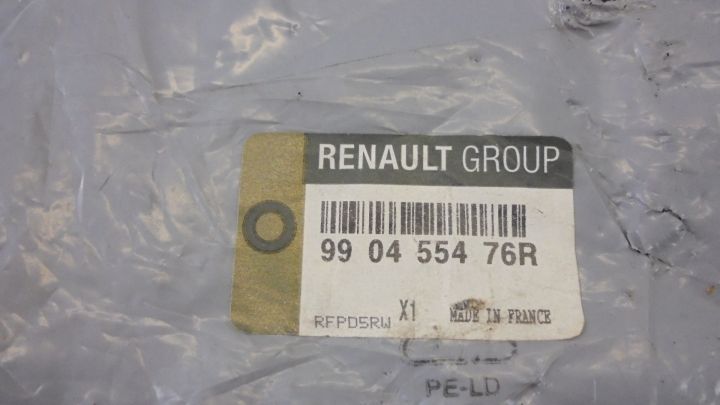 RENAULT GROUP
99 04 554 76R
RFPD5RW X1 MADE IN FRANCE
PE-LD